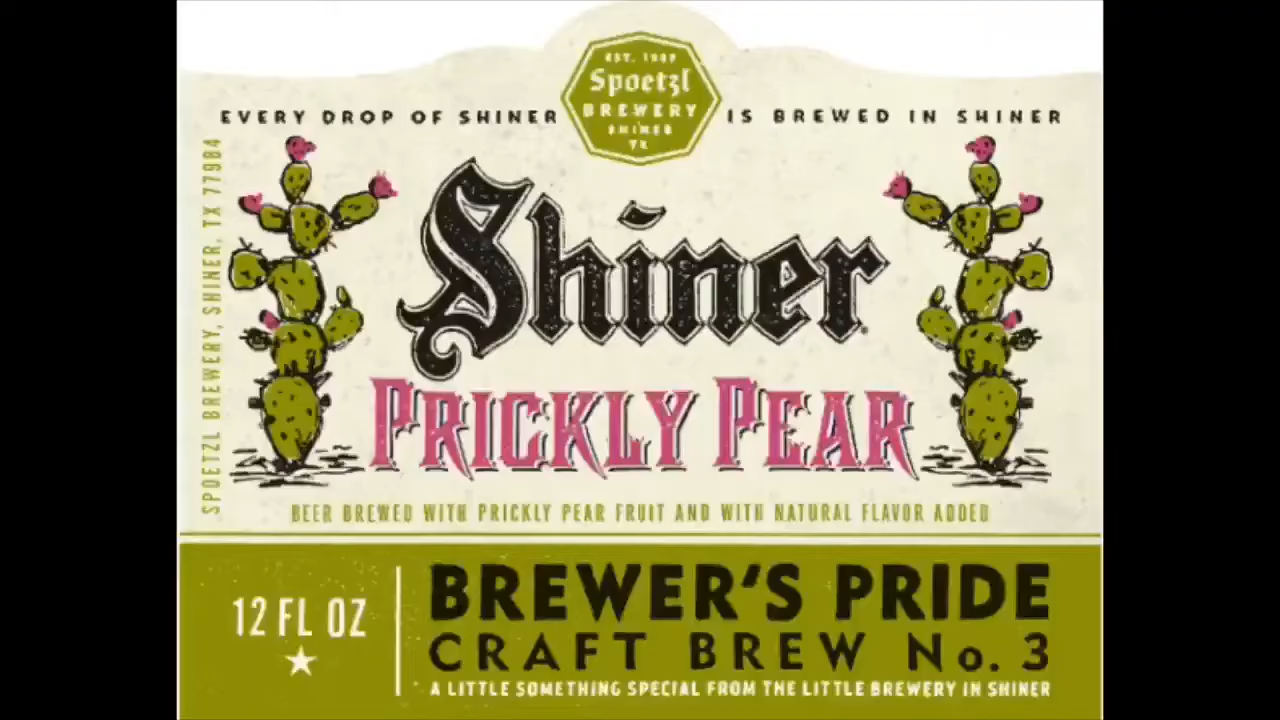 EST. 1909
Spoetzl
BREWERY
SHINER
TX
EVERY DROP OF SHINER IS BREWED IN SHINER
SPOETZL BREWERY, SHINER, TX 77984
Shiner
PRICKLY PEAR
BEER BREWED WITH PRICKLY PEAR FRUIT AND WITH NATURAL FLAVOR ADDED
12 FL OZ
BREWER'S PRIDE
CRAFT BREW No. 3
A LITTLE SOMETHING SPECIAL FROM THE LITTLE BREWERY IN SHINER